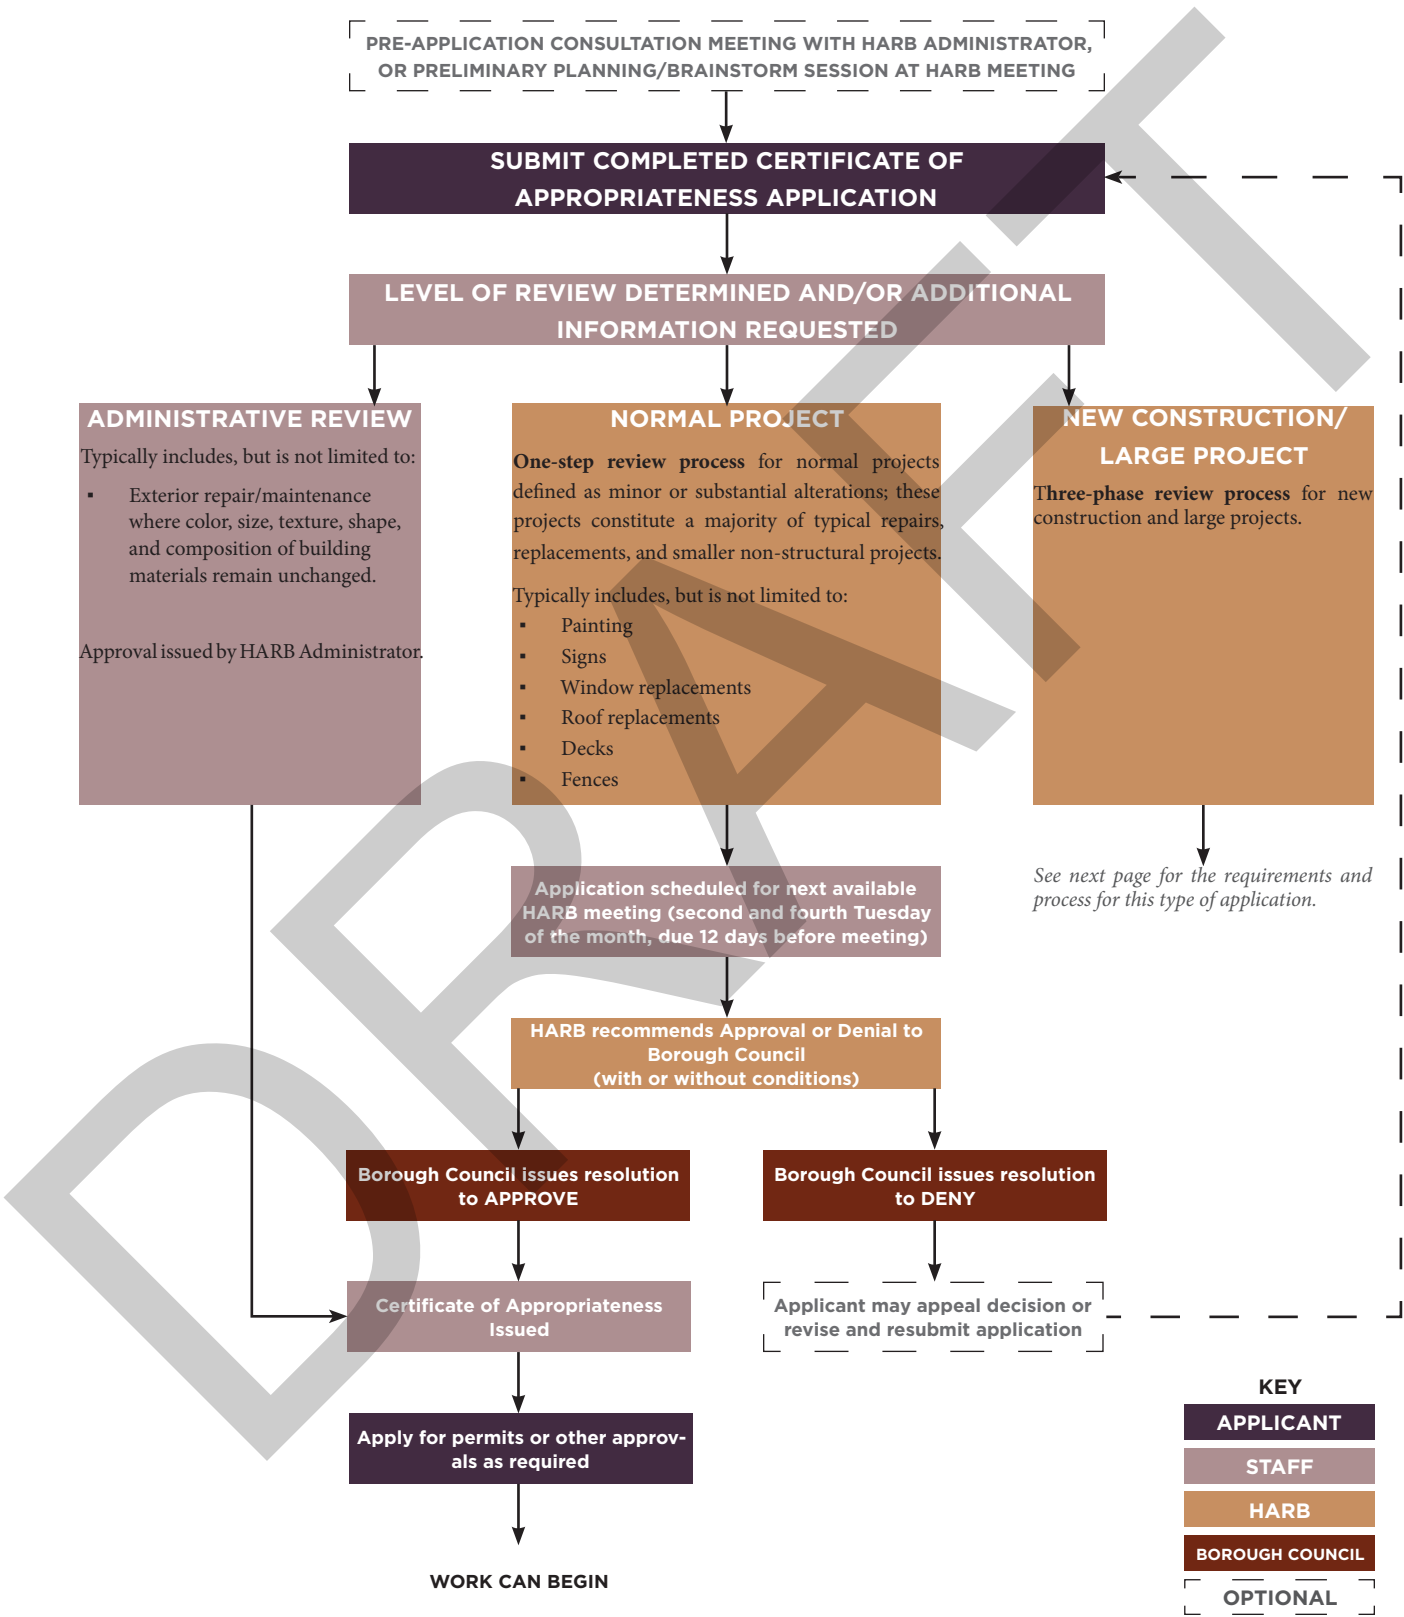 PRE-APPLICATION CONSULTATION MEETING WITH HARB ADMINISTRATOR,
OR PRELIMINARY PLANNING/BRAINSTORM SESSION AT HARB MEETING
SUBMIT COMPLETED CERTIFICATE OF
APPROPRIATENESS APPLICATION
LEVEL OF REVIEW DETERMINED AND/OR ADDITIONAL
INFORMATION REQUESTED
ADMINISTRATIVE REVIEW
Typically includes, but is not limited to:
▪ Exterior repair/maintenance
where color, size, texture, shape,
and composition of building
materials remain unchanged.
Approval issued by HARB Administrator.
NORMAL PROJECT
One-step review process for normal projects
defined as minor or substantial alterations; these
projects constitute a majority of typical repairs,
replacements, and smaller non-structural projects.
Typically includes, but is not limited to:
▪ Painting
▪ Signs
▪ Window replacements
▪ Roof replacements
▪ Decks
▪ Fences
NEW CONSTRUCTION/
LARGE PROJECT
Three-phase review process for new
construction and large projects.
See next page for the requirements and
process for this type of application.
Application scheduled for next available
HARB meeting (second and fourth Tuesday
of the month, due 12 days before meeting)
HARB recommends Approval or Denial to
Borough Council
(with or without conditions)
Borough Council issues resolution
to APPROVE
Borough Council issues resolution
to DENY
Certificate of Appropriateness
Issued
Applicant may appeal decision or
revise and resubmit application
Apply for permits or other approv-
als as required
WORK CAN BEGIN
KEY
APPLICANT
STAFF
HARB
BOROUGH COUNCIL
OPTIONAL
DRAFT